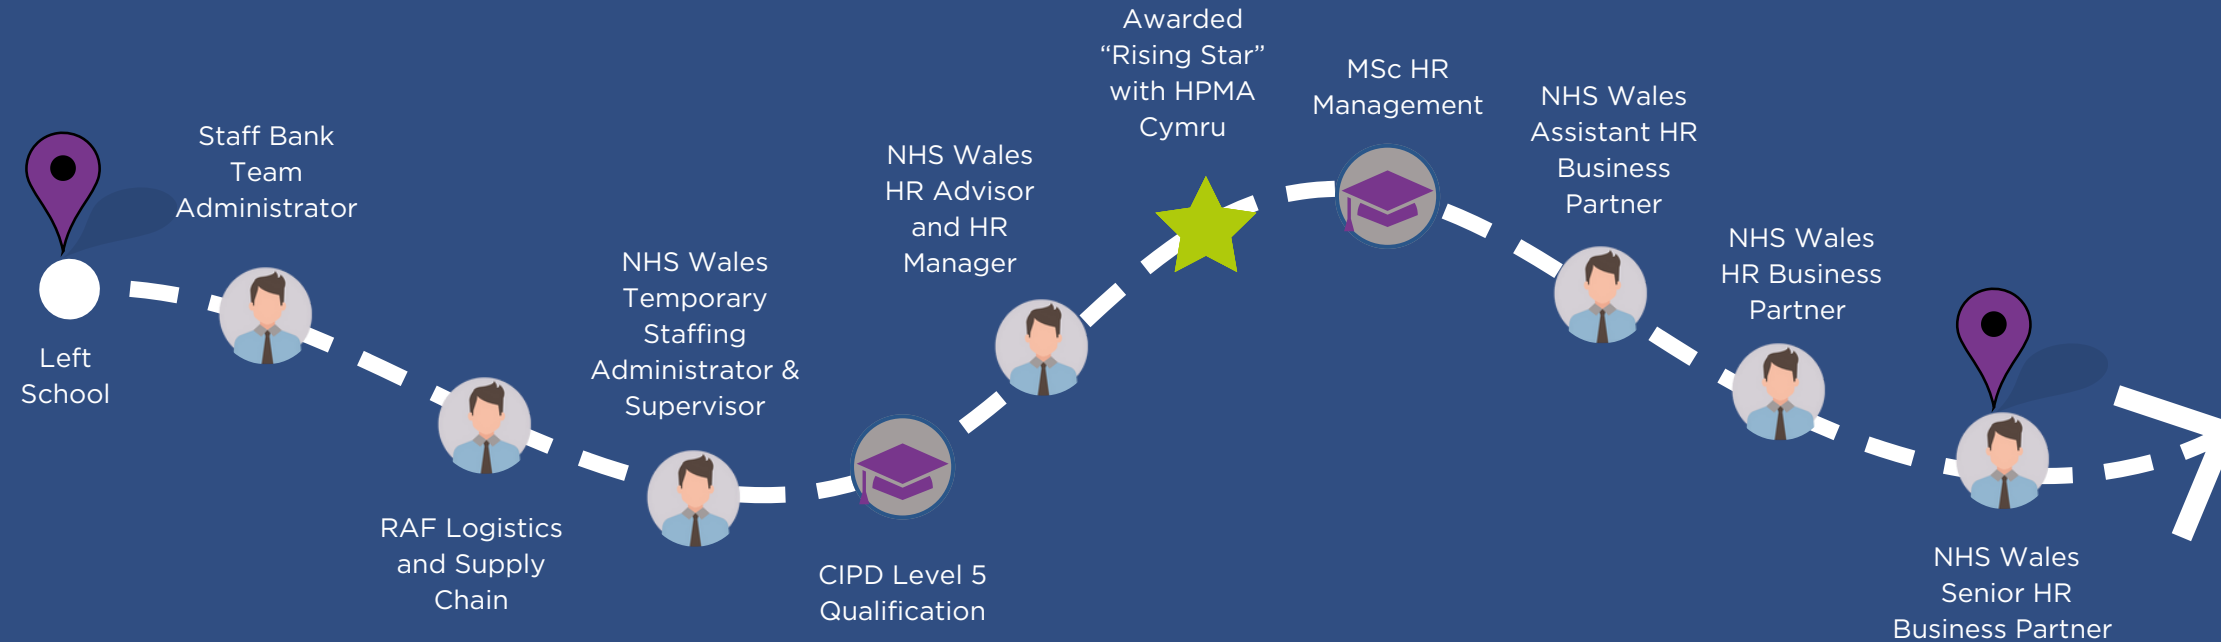 Left
School
Staff Bank
Team
Administrator
RAF Logistics
and Supply
Chain
NHS Wales
Temporary
Staffing
Administrator &
Supervisor
CIPD Level 5
Qualification
NHS Wales
HR Advisor
and HR
Manager
Awarded
“Rising Star”
with HPMA
Cymru
MSc HR
Management
NHS Wales
Assistant HR
Business
Partner
NHS Wales
HR Business
Partner
NHS Wales
Senior HR
Business Partner